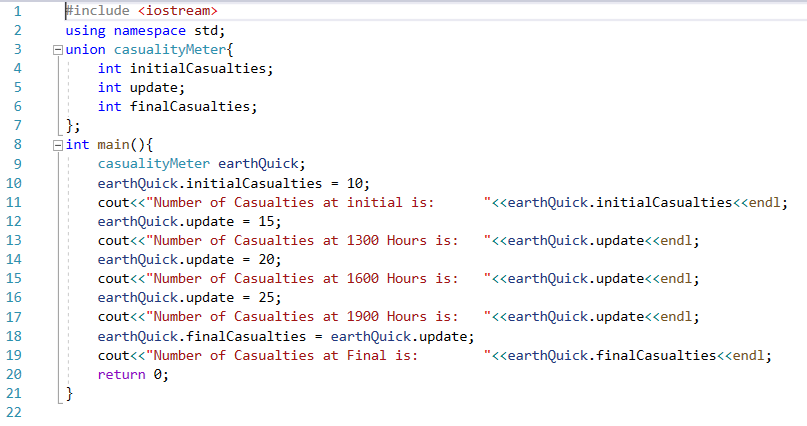 1 #include <iostream>
2 using namespace std;
3 union casualityMeter{
4 int initialCasualties;
5 int update;
6 int finalCasualties;
7 };
8 int main(){
9 casualityMeter earthQuick;
10 earthQuick.initialCasualties = 10;
11 cout<<"Number of Casualties at initial is: "<<earthQuick.initialCasualties<<endl;
12 earthQuick.update = 15;
13 cout<<"Number of Casualties at 1300 Hours is: "<<earthQuick.update<<endl;
14 earthQuick.update = 20;
15 cout<<"Number of Casualties at 1600 Hours is: "<<earthQuick.update<<endl;
16 earthQuick.update = 25;
17 cout<<"Number of Casualties at 1900 Hours is: "<<earthQuick.update<<endl;
18 earthQuick.finalCasualties = earthQuick.update;
19 cout<<"Number of Casualties at Final is: "<<earthQuick.finalCasualties<<endl;
20 return 0;
21 }
22